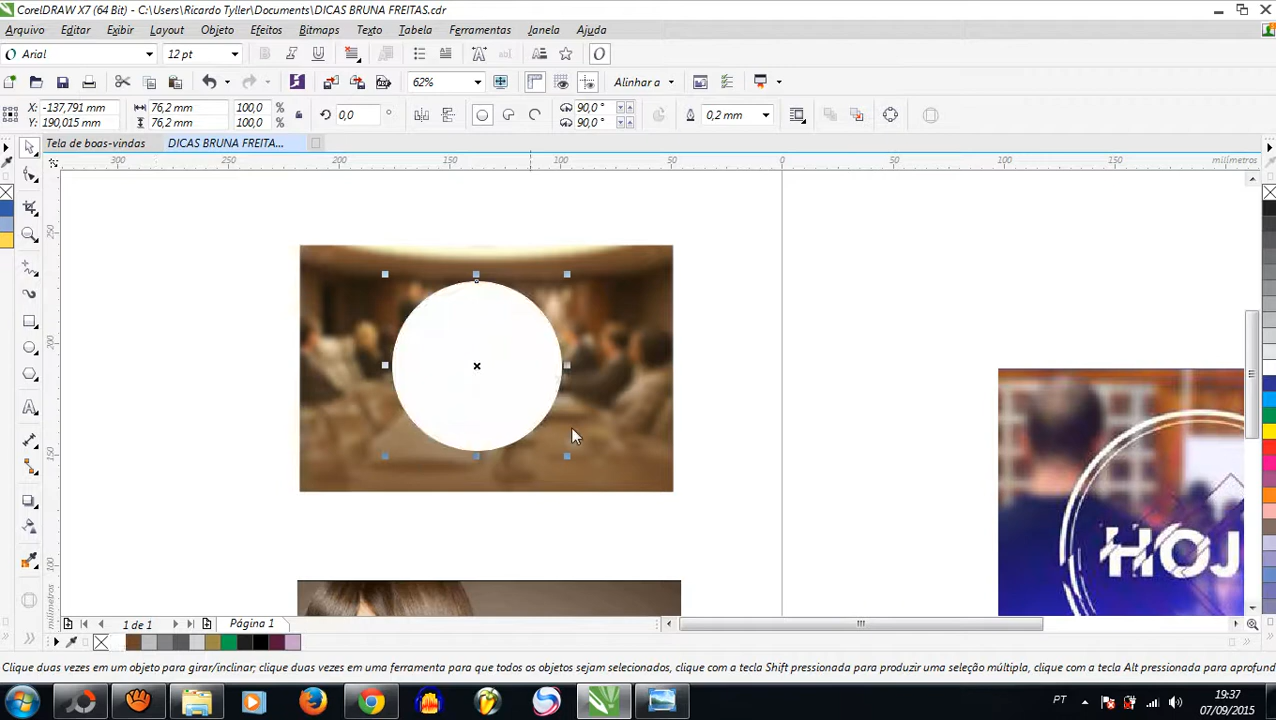 CorelDRAW X7 (64 Bit) - C:\Users\Ricardo Tyller\Documents\DICAS BRUNA FREITAS.cdr
Arquivo Editar Exibir Layout Objeto Efeitos Bitmaps Texto Tabela Ferramentas Janela Ajuda
Arial 12 pt
62% Alinhar a
X: -137,791 mm 76,2 mm 100,0 %
Y: 190,015 mm 76,2 mm 100,0 %
0,0 °
90,0 °
90,0 °
0,2 mm
Tela de boas-vindas DICAS BRUNA FREITA...
300 250 200 150 100 50 0 50 100 150 milímetros
250
200
150
100
milímetros
HOJ
1 de 1 Página 1
Clique duas vezes em um objeto para girar/inclinar; clique duas vezes em uma ferramenta para que todos os objetos sejam selecionados, clique com a tecla Shift pressionada para produzir uma seleção múltipla, clique com a tecla Alt pressionada para aprofund
PT 19:37
07/09/2015